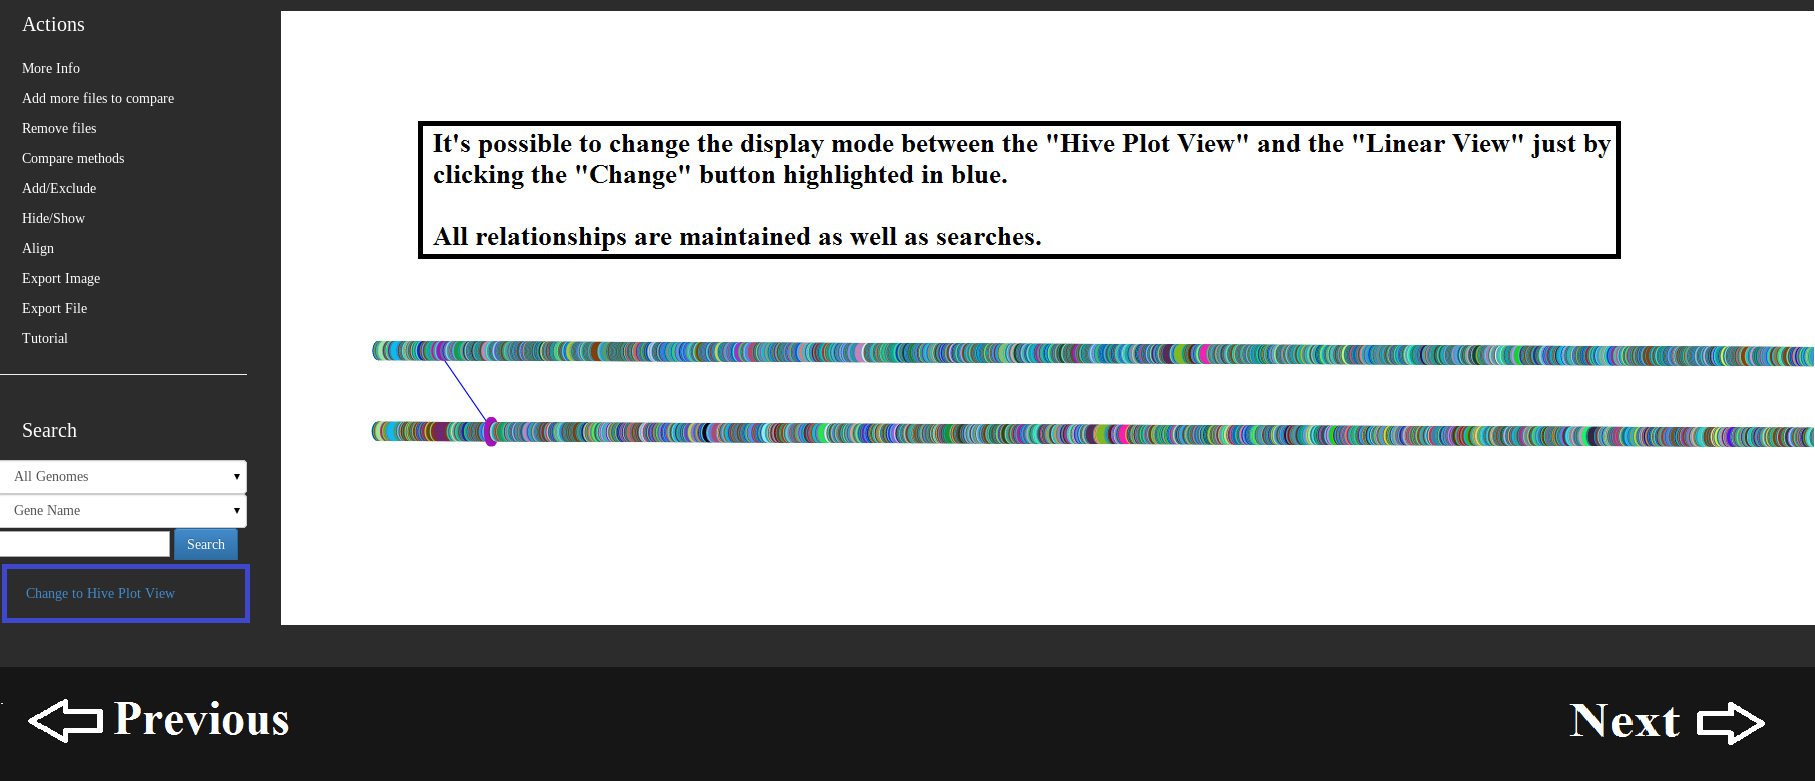 Actions
More Info
Add more files to compare
Remove files
Compare methods
Add/Exclude
Hide/Show
Align
Export Image
Export File
Tutorial
Search
All Genomes
Gene Name
Search
Change to Hive Plot View
It's possible to change the display mode between the "Hive Plot View" and the "Linear View" just by
clicking the "Change" button highlighted in blue.
All relationships are maintained as well as searches.
Previous
Next